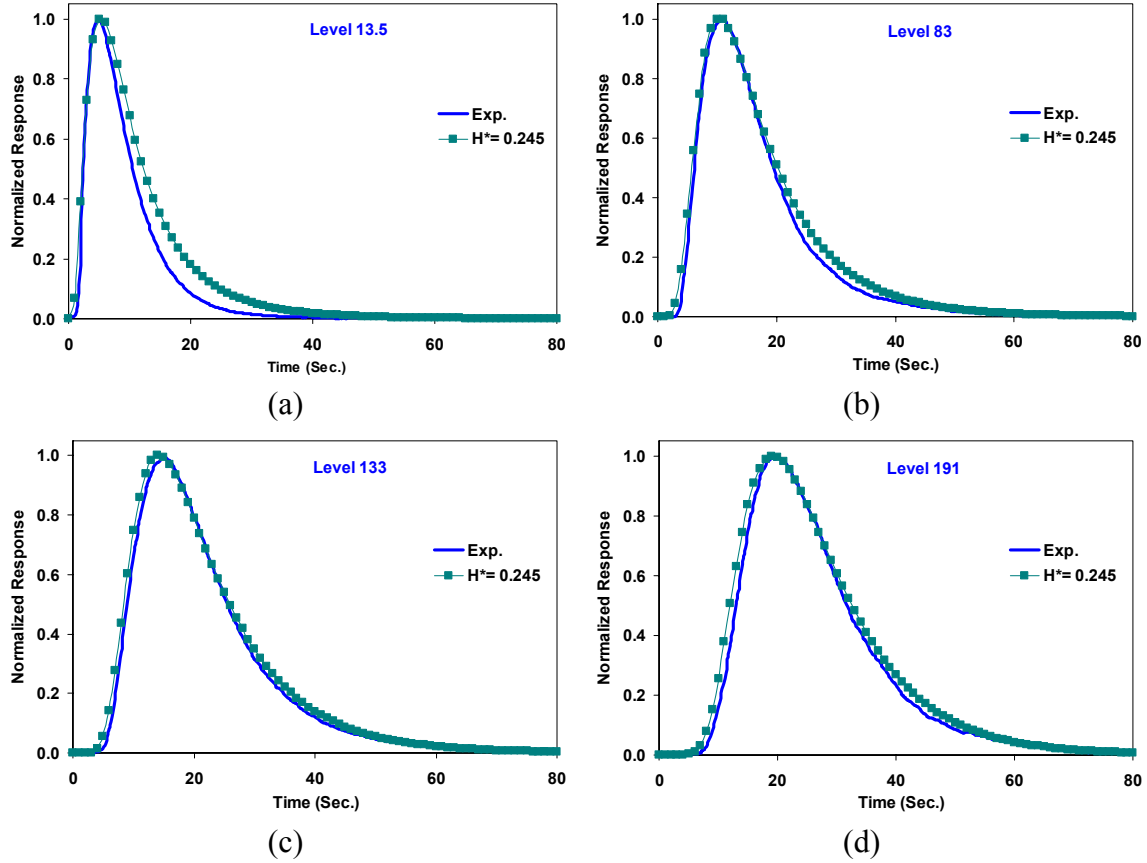 Level 13.5
Normalized Response
1.0
0.8
0.6
0.4
0.2
0.0
Exp.
H*= 0.245
0 20 40 60 80
Time (Sec.)
(a)
Level 83
Normalized Response
1.0
0.8
0.6
0.4
0.2
0.0
Exp.
H*= 0.245
0 20 40 60 80
Time (Sec.)
(b)
Level 133
Normalized Response
1.0
0.8
0.6
0.4
0.2
0.0
Exp.
H*= 0.245
0 20 40 60 80
Time (Sec.)
(c)
Level 191
Normalized Response
1.0
0.8
0.6
0.4
0.2
0.0
Exp.
H*= 0.245
0 20 40 60 80
Time (Sec.)
(d)